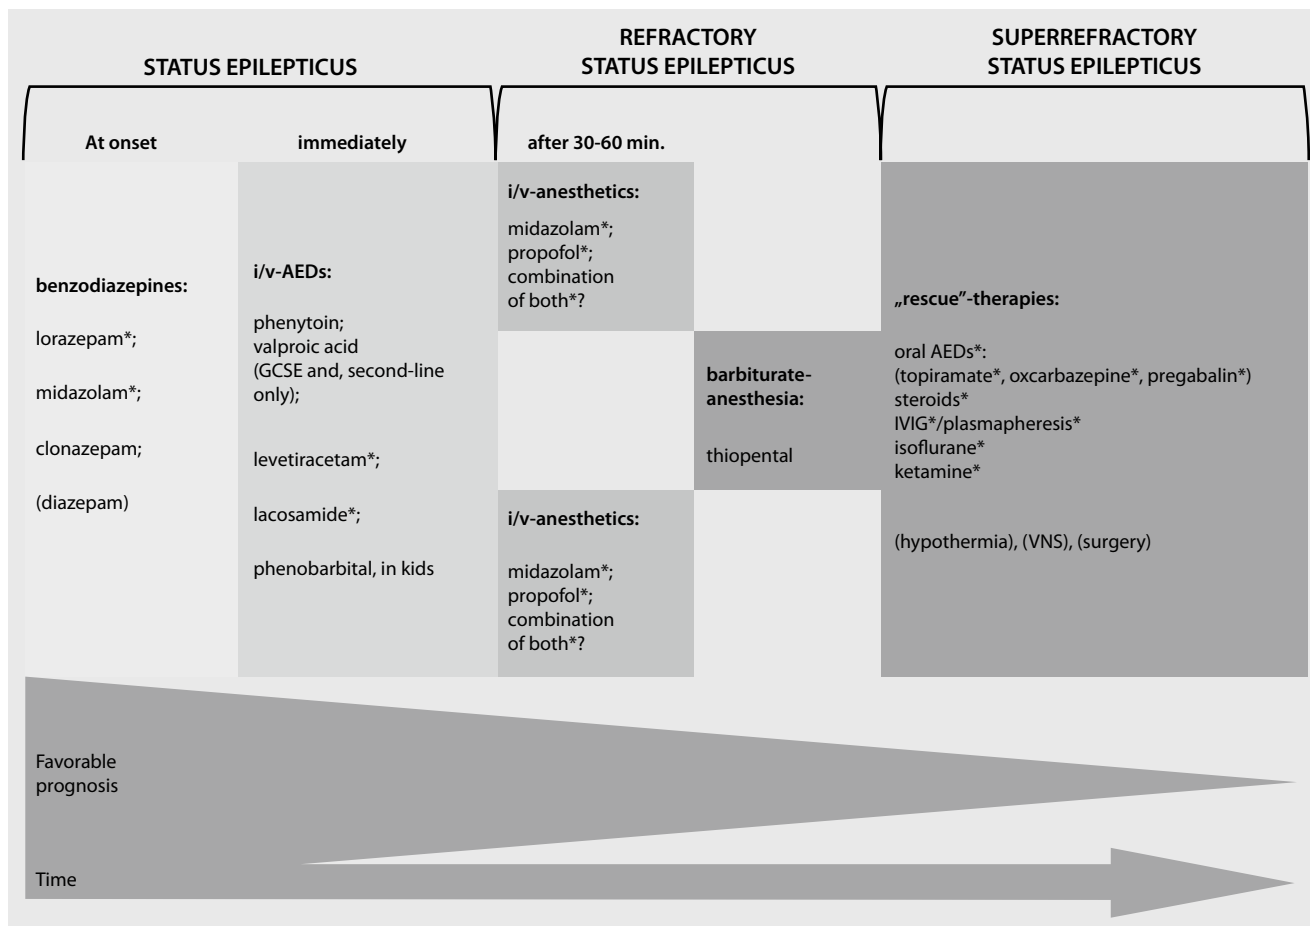 STATUS EPILEPTICUS
REFRACTORY
STATUS EPILEPTICUS
SUPERREFRACTORY
STATUS EPILEPTICUS
At onset
immediately
after 30-60 min.
benzodiazepines:
lorazepam*;
midazolam*;
clonazepam;
(diazepam)
i/v-AEDs:
phenytoin;
valproic acid
(GCSE and, second-line
only);
levetiracetam*;
lacosamide*;
phenobarbital, in kids
i/v-anesthetics:
midazolam*;
propofol*;
combination
of both*?
barbiturate-
anesthesia:
thiopental
i/v-anesthetics:
midazolam*;
propofol*;
combination
of both*?
„rescue”-therapies:
oral AEDs*:
(topiramate*, oxcarbazepine*, pregabalin*)
steroids*
IVIG*/plasmapheresis*
isoflurane*
ketamine*
(hypothermia), (VNS), (surgery)
Favorable
prognosis
Time